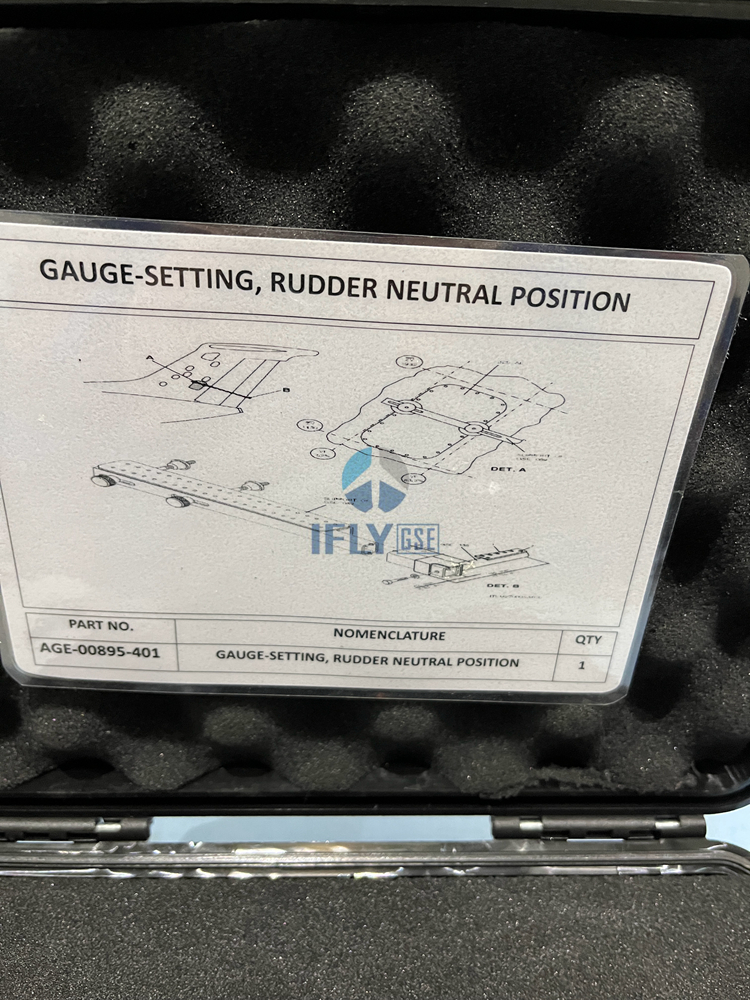 GAUGE-SETTING, RUDDER NEUTRAL POSITION
B
DET. A
IFLY GSE
DET. B
PART NO. NOMENCLATURE QTY
AGE-00895-401 GAUGE-SETTING, RUDDER NEUTRAL POSITION 1